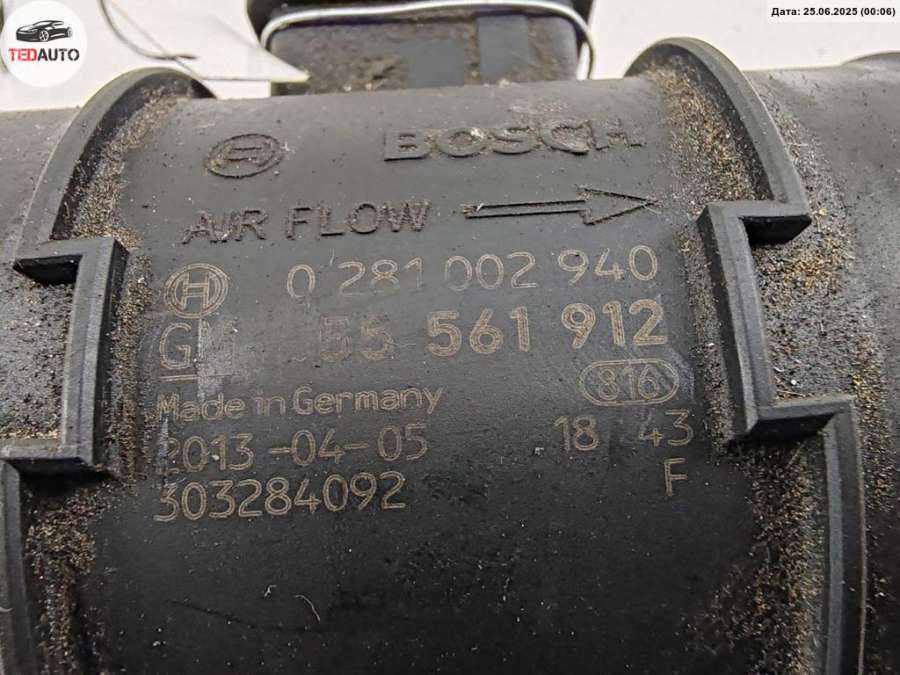 TEDAUTO
Дата: 25.06.2025 (00:06)
BOSCH
AIR FLOW
0 281 002 940
GM 55 561 912
816
Made in Germany
2013-04-05 18 43
303284092 F